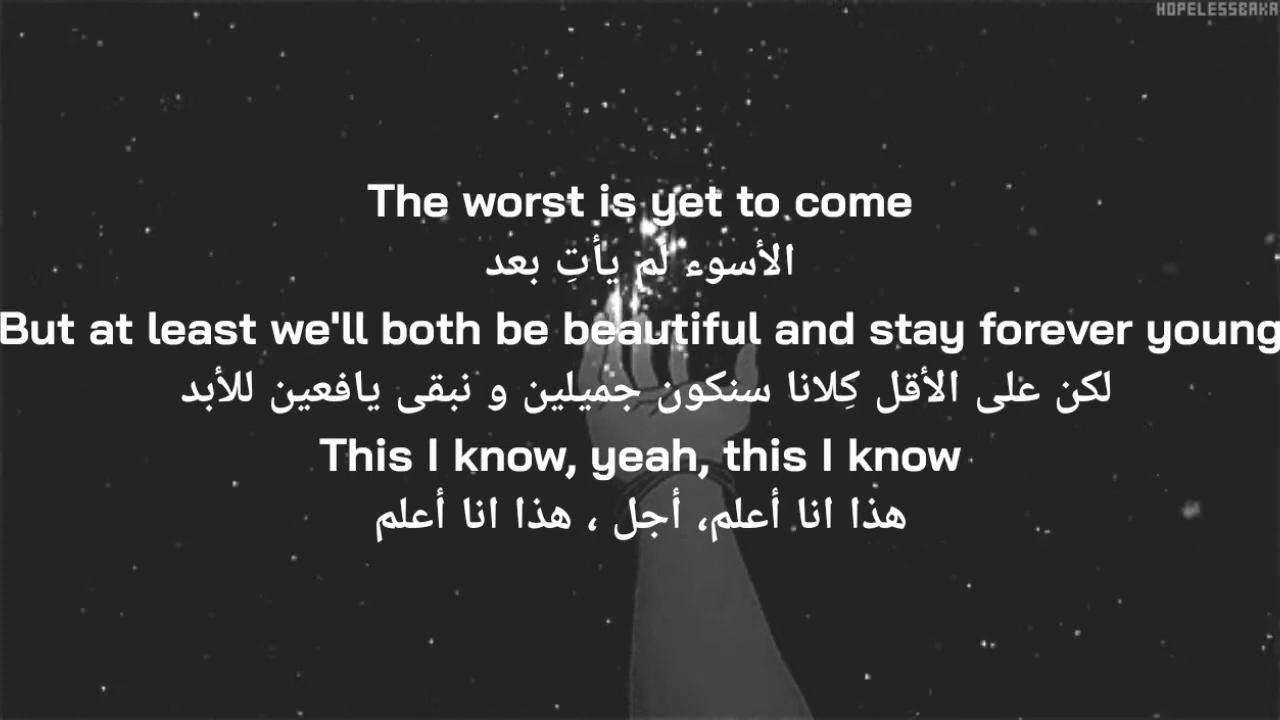 HOPELESSBAKA
The worst is yet to come
الأسوء لم يأتِ بعد
But at least we'll both be beautiful and stay forever young
لكن على الأقل كِلانا سنكون جميلين و نبقى يافعين للأبد
This I know, yeah, this I know
هذا انا أعلم، أجل ، هذا انا أعلم